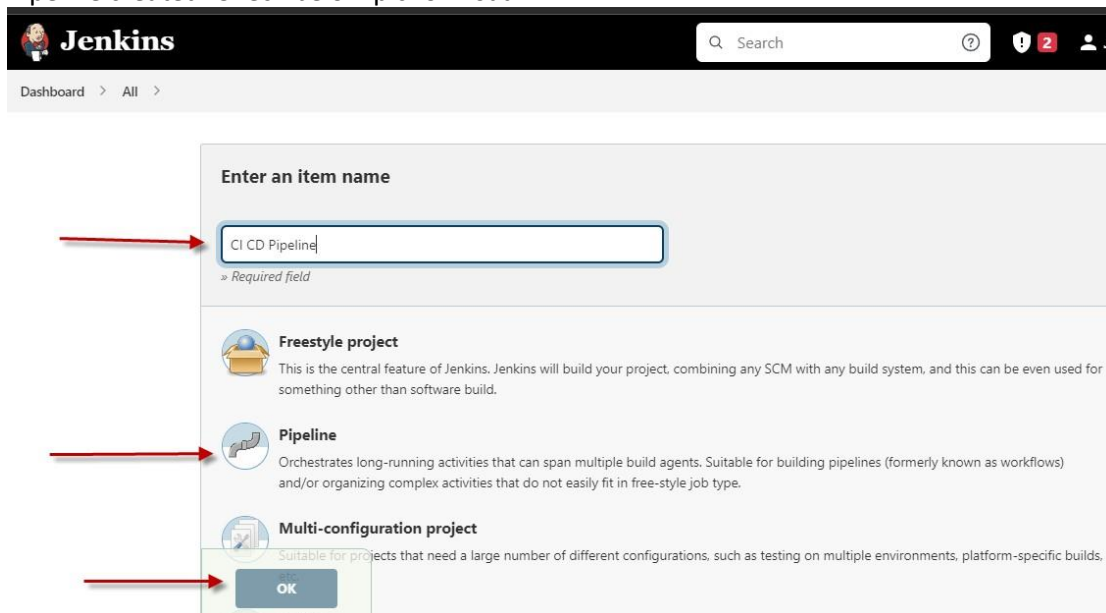 Jenkins
Search
2
Dashboard > All >
Enter an item name
CI CD Pipeline
» Required field
Freestyle project
This is the central feature of Jenkins. Jenkins will build your project, combining any SCM with any build system, and this can be even used for
something other than software build.
Pipeline
Orchestrates long-running activities that can span multiple build agents. Suitable for building pipelines (formerly known as workflows)
and/or organizing complex activities that do not easily fit in free-style job type.
Multi-configuration project
Suitable for projects that need a large number of different configurations, such as testing on multiple environments, platform-specific builds,
etc.
OK